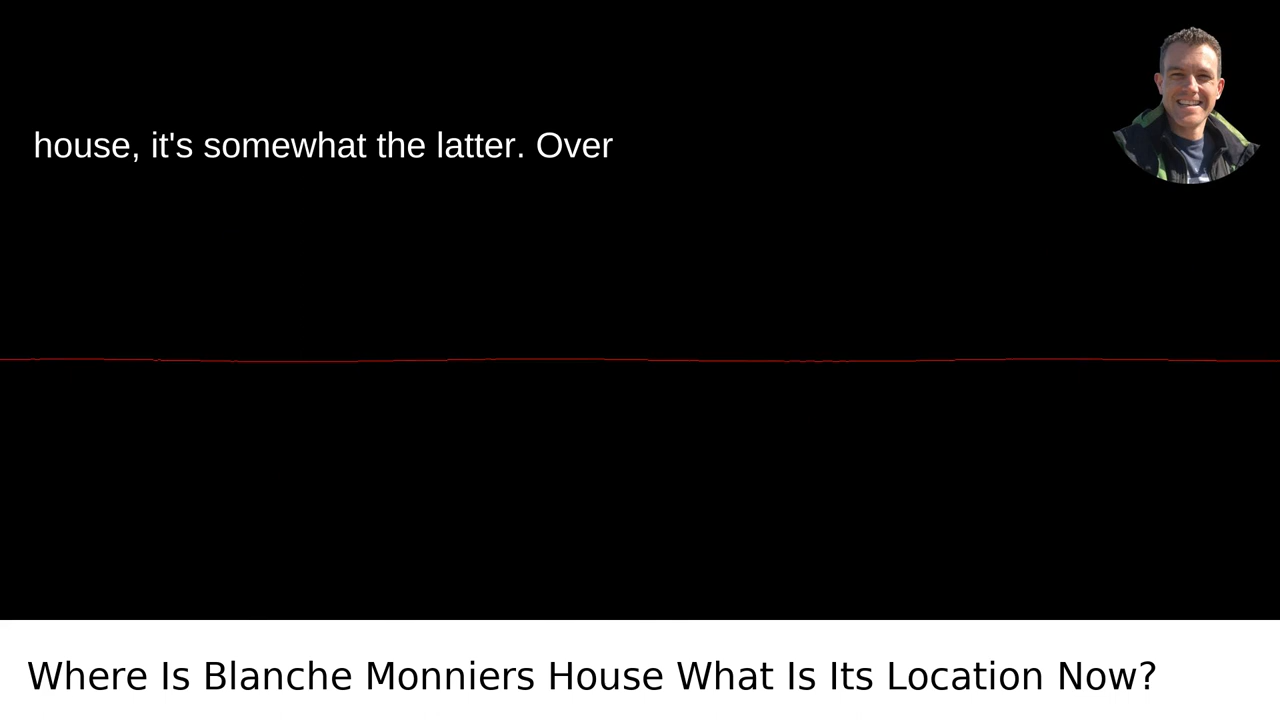 house, it's somewhat the latter. Over
Where Is Blanche Monniers House What Is Its Location Now?